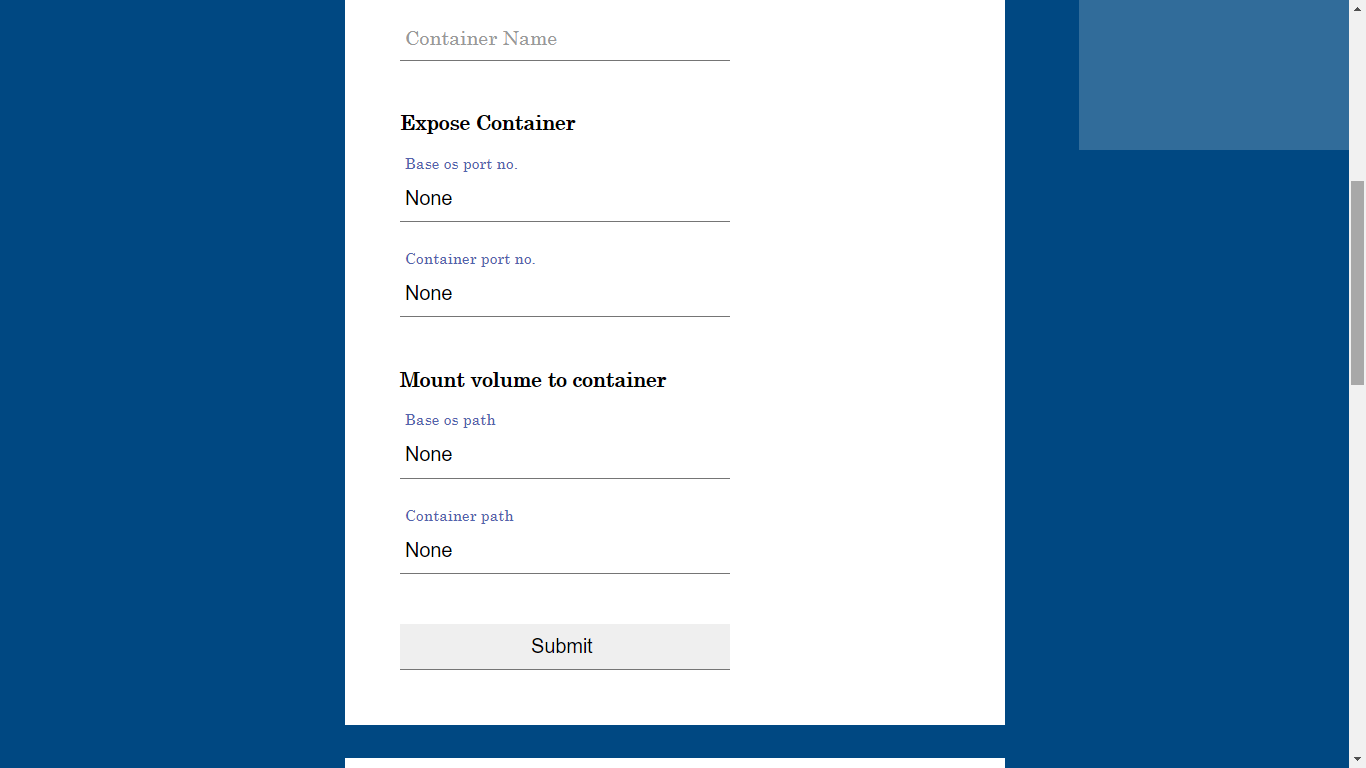 Container Name
Expose Container
Base os port no.
None
Container port no.
None
Mount volume to container
Base os path
None
Container path
None
Submit